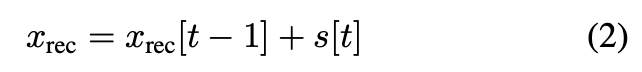 x_rec = x_rec[t − 1] + s[t] (2)